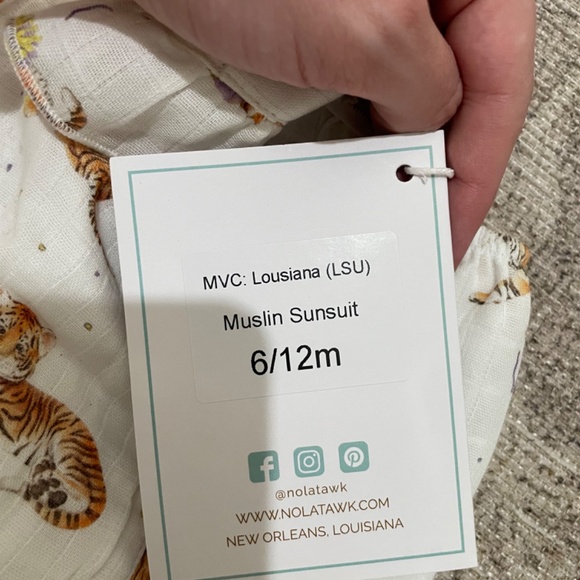 MVC: Lousiana (LSU)
Muslin Sunsuit
6/12m
@nolatawk
WWW.NOLATAWK.COM
NEW ORLEANS, LOUISIANA